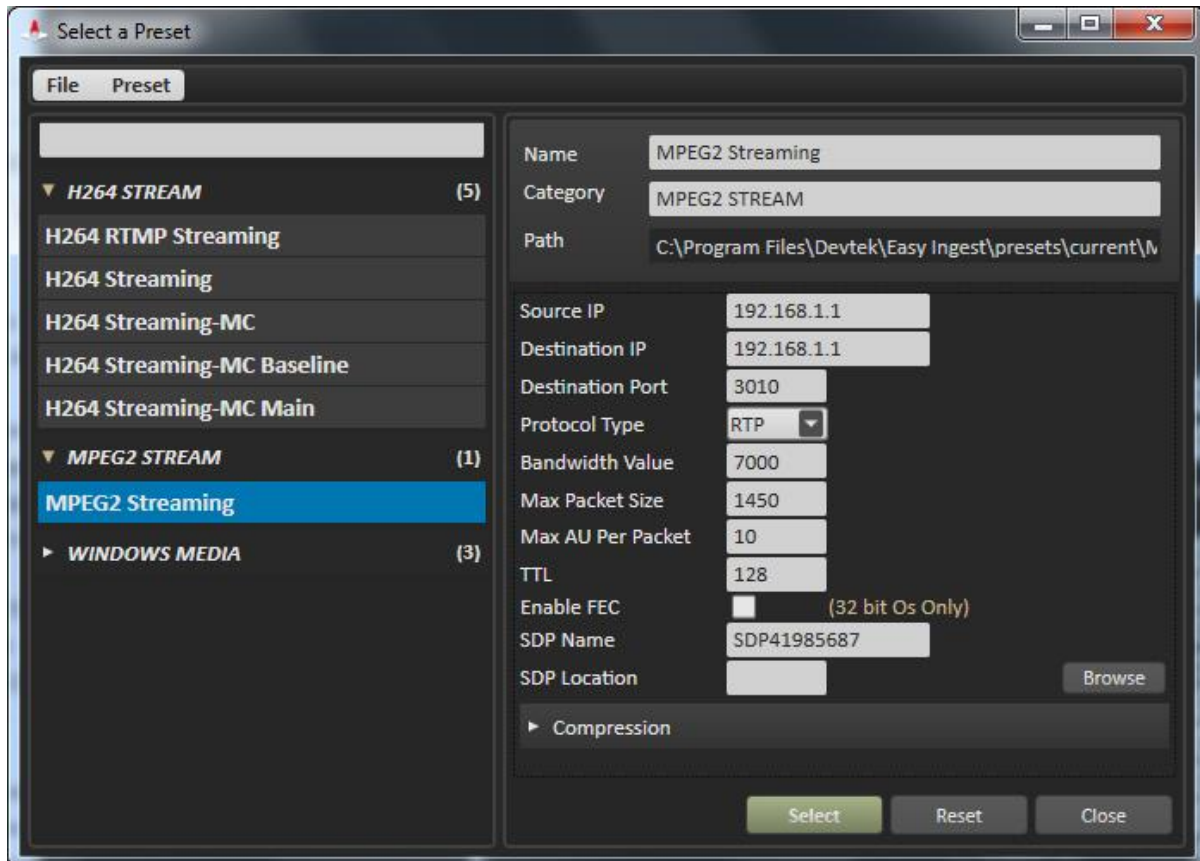 Select a Preset
File Preset
H264 STREAM (5)
H264 RTMP Streaming
H264 Streaming
H264 Streaming-MC
H264 Streaming-MC Baseline
H264 Streaming-MC Main
MPEG2 STREAM (1)
MPEG2 Streaming
WINDOWS MEDIA (3)
Name MPEG2 Streaming
Category MPEG2 STREAM
Path C:\Program Files\Devtek\Easy Ingest\presets\current\M
Source IP 192.168.1.1
Destination IP 192.168.1.1
Destination Port 3010
Protocol Type RTP
Bandwidth Value 7000
Max Packet Size 1450
Max AU Per Packet 10
TTL 128
Enable FEC (32 bit Os Only)
SDP Name SDP41985687
SDP Location Browse
Compression
Select Reset Close